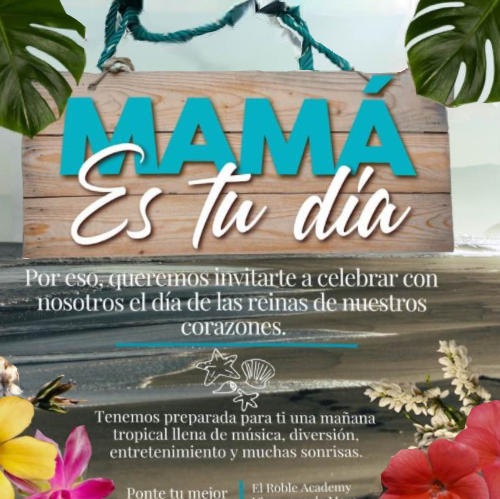 MAMÁ
Es tu día
Por eso, queremos invitarte a celebrar con
nosotros el día de las reinas de nuestros
corazones.
Tenemos preparada para ti una mañana
tropical llena de música, diversión,
entretenimiento y muchas sonrisas.
Ponte tu mejor
El Roble Academy